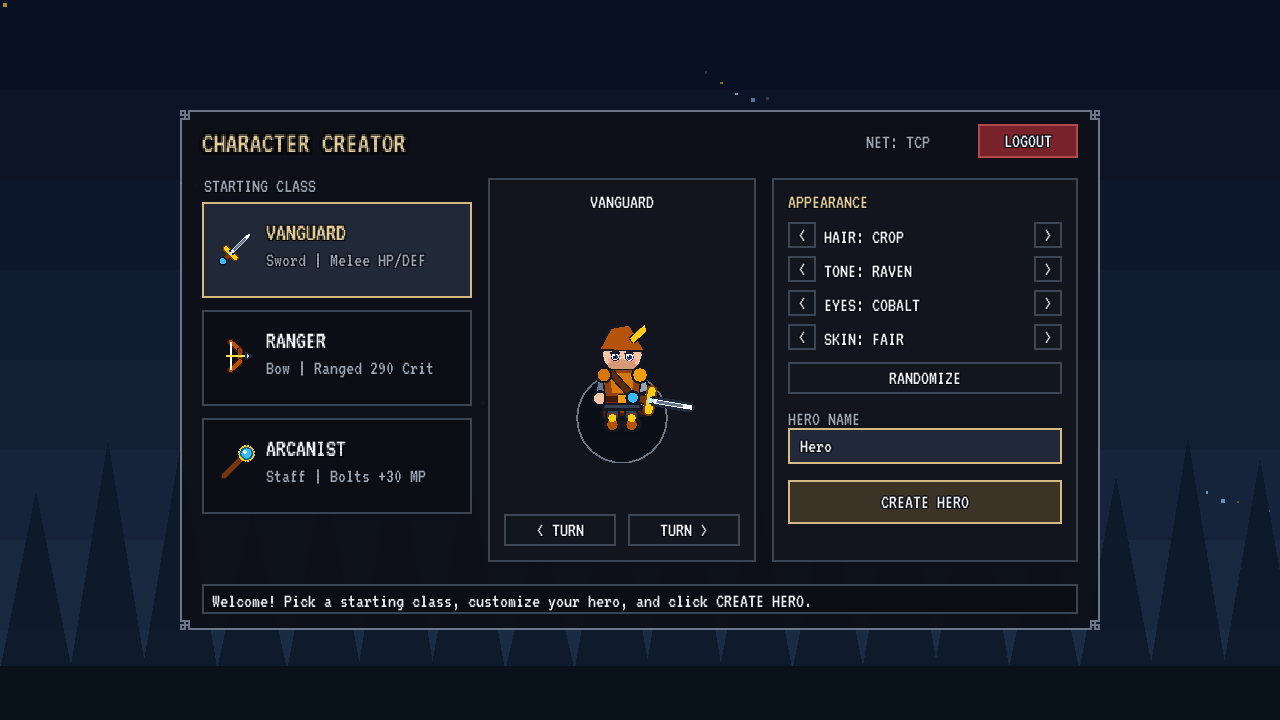 CHARACTER CREATOR
NET: TCP
LOGOUT
STARTING CLASS
VANGUARD
Sword | Melee HP/DEF
RANGER
Bow | Ranged 290 Crit
ARCANIST
Staff | Bolts +30 MP
VANGUARD
< TURN
TURN >
APPEARANCE
< HAIR: CROP >
< TONE: RAVEN >
< EYES: COBALT >
< SKIN: FAIR >
RANDOMIZE
HERO NAME
Hero
CREATE HERO
Welcome! Pick a starting class, customize your hero, and click CREATE HERO.